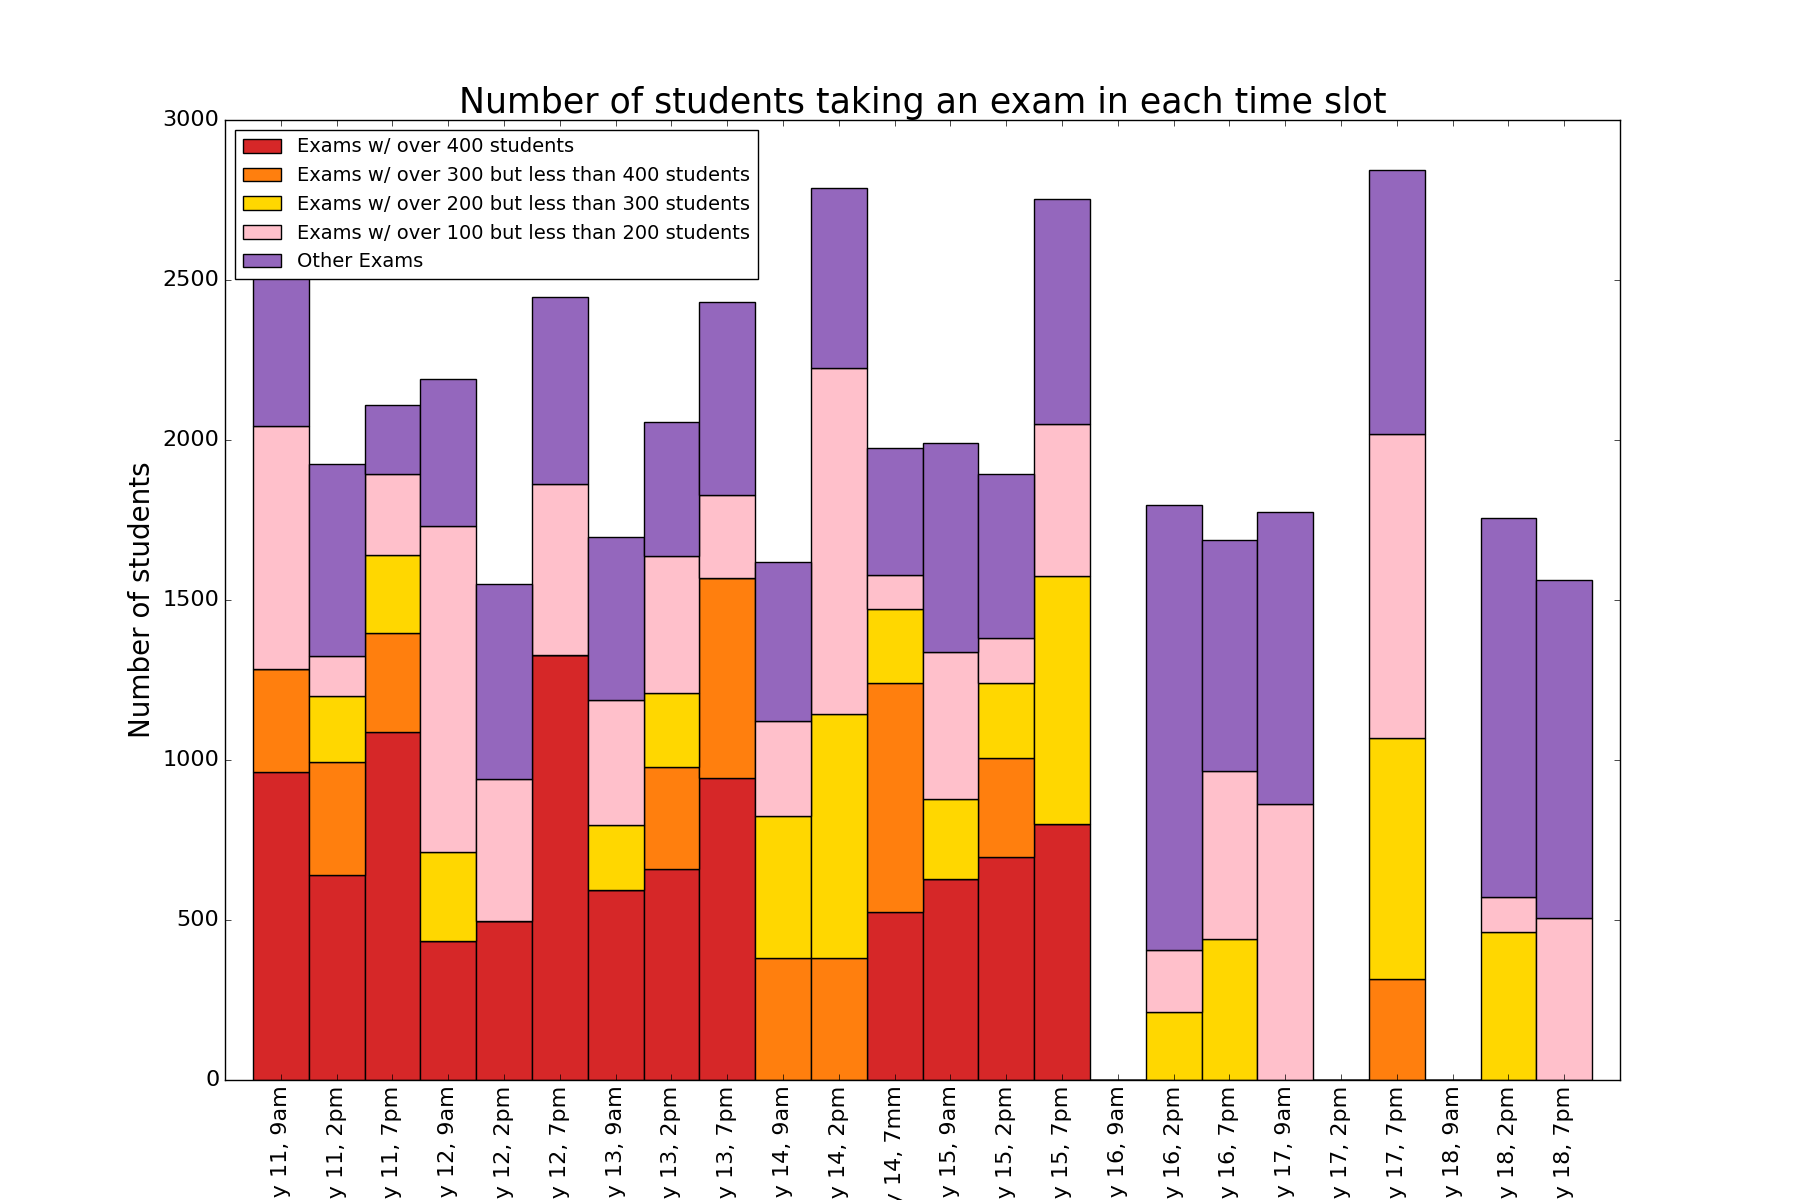 Number of students taking an exam in each time slot
3000
2500
2000
1500
1000
500
0
Number of students
Exams w/ over 400 students
Exams w/ over 300 but less than 400 students
Exams w/ over 200 but less than 300 students
Exams w/ over 100 but less than 200 students
Other Exams
y 11, 9am
y 11, 2pm
y 11, 7pm
y 12, 9am
y 12, 2pm
y 12, 7pm
y 13, 9am
y 13, 2pm
y 13, 7pm
y 14, 9am
y 14, 2pm
y 14, 7mm
y 15, 9am
y 15, 2pm
y 15, 7pm
y 16, 9am
y 16, 2pm
y 16, 7pm
y 17, 9am
y 17, 2pm
y 17, 7pm
y 18, 9am
y 18, 2pm
y 18, 7pm